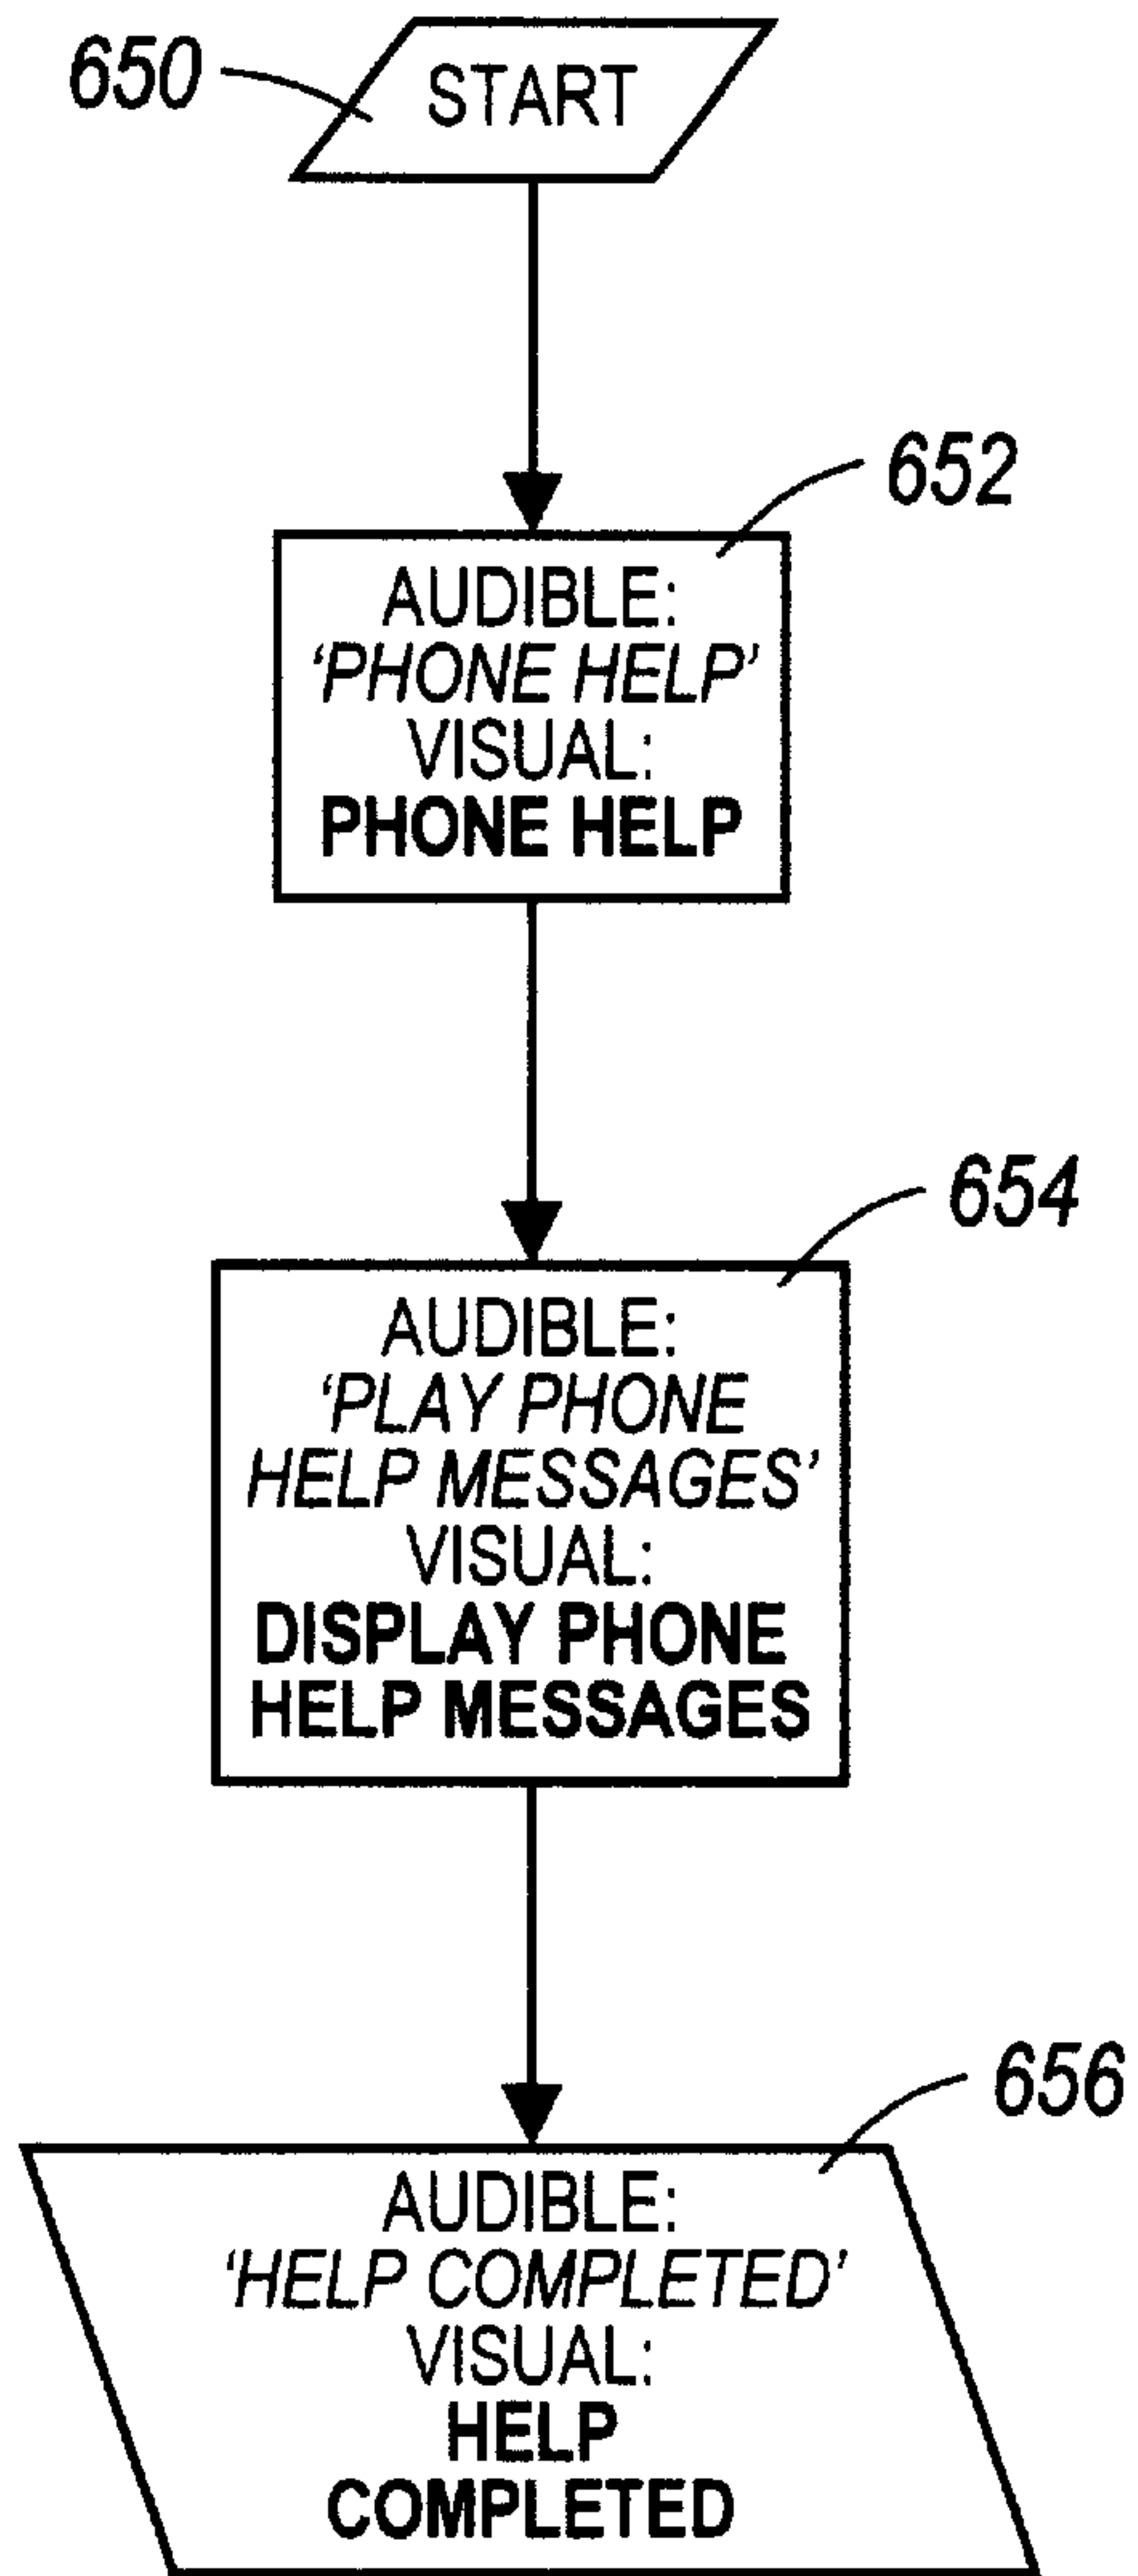 650
START
652
AUDIBLE:
‘PHONE HELP’
VISUAL:
PHONE HELP
654
AUDIBLE:
‘PLAY PHONE
HELP MESSAGES’
VISUAL:
DISPLAY PHONE
HELP MESSAGES
656
AUDIBLE:
‘HELP COMPLETED’
VISUAL:
HELP
COMPLETED